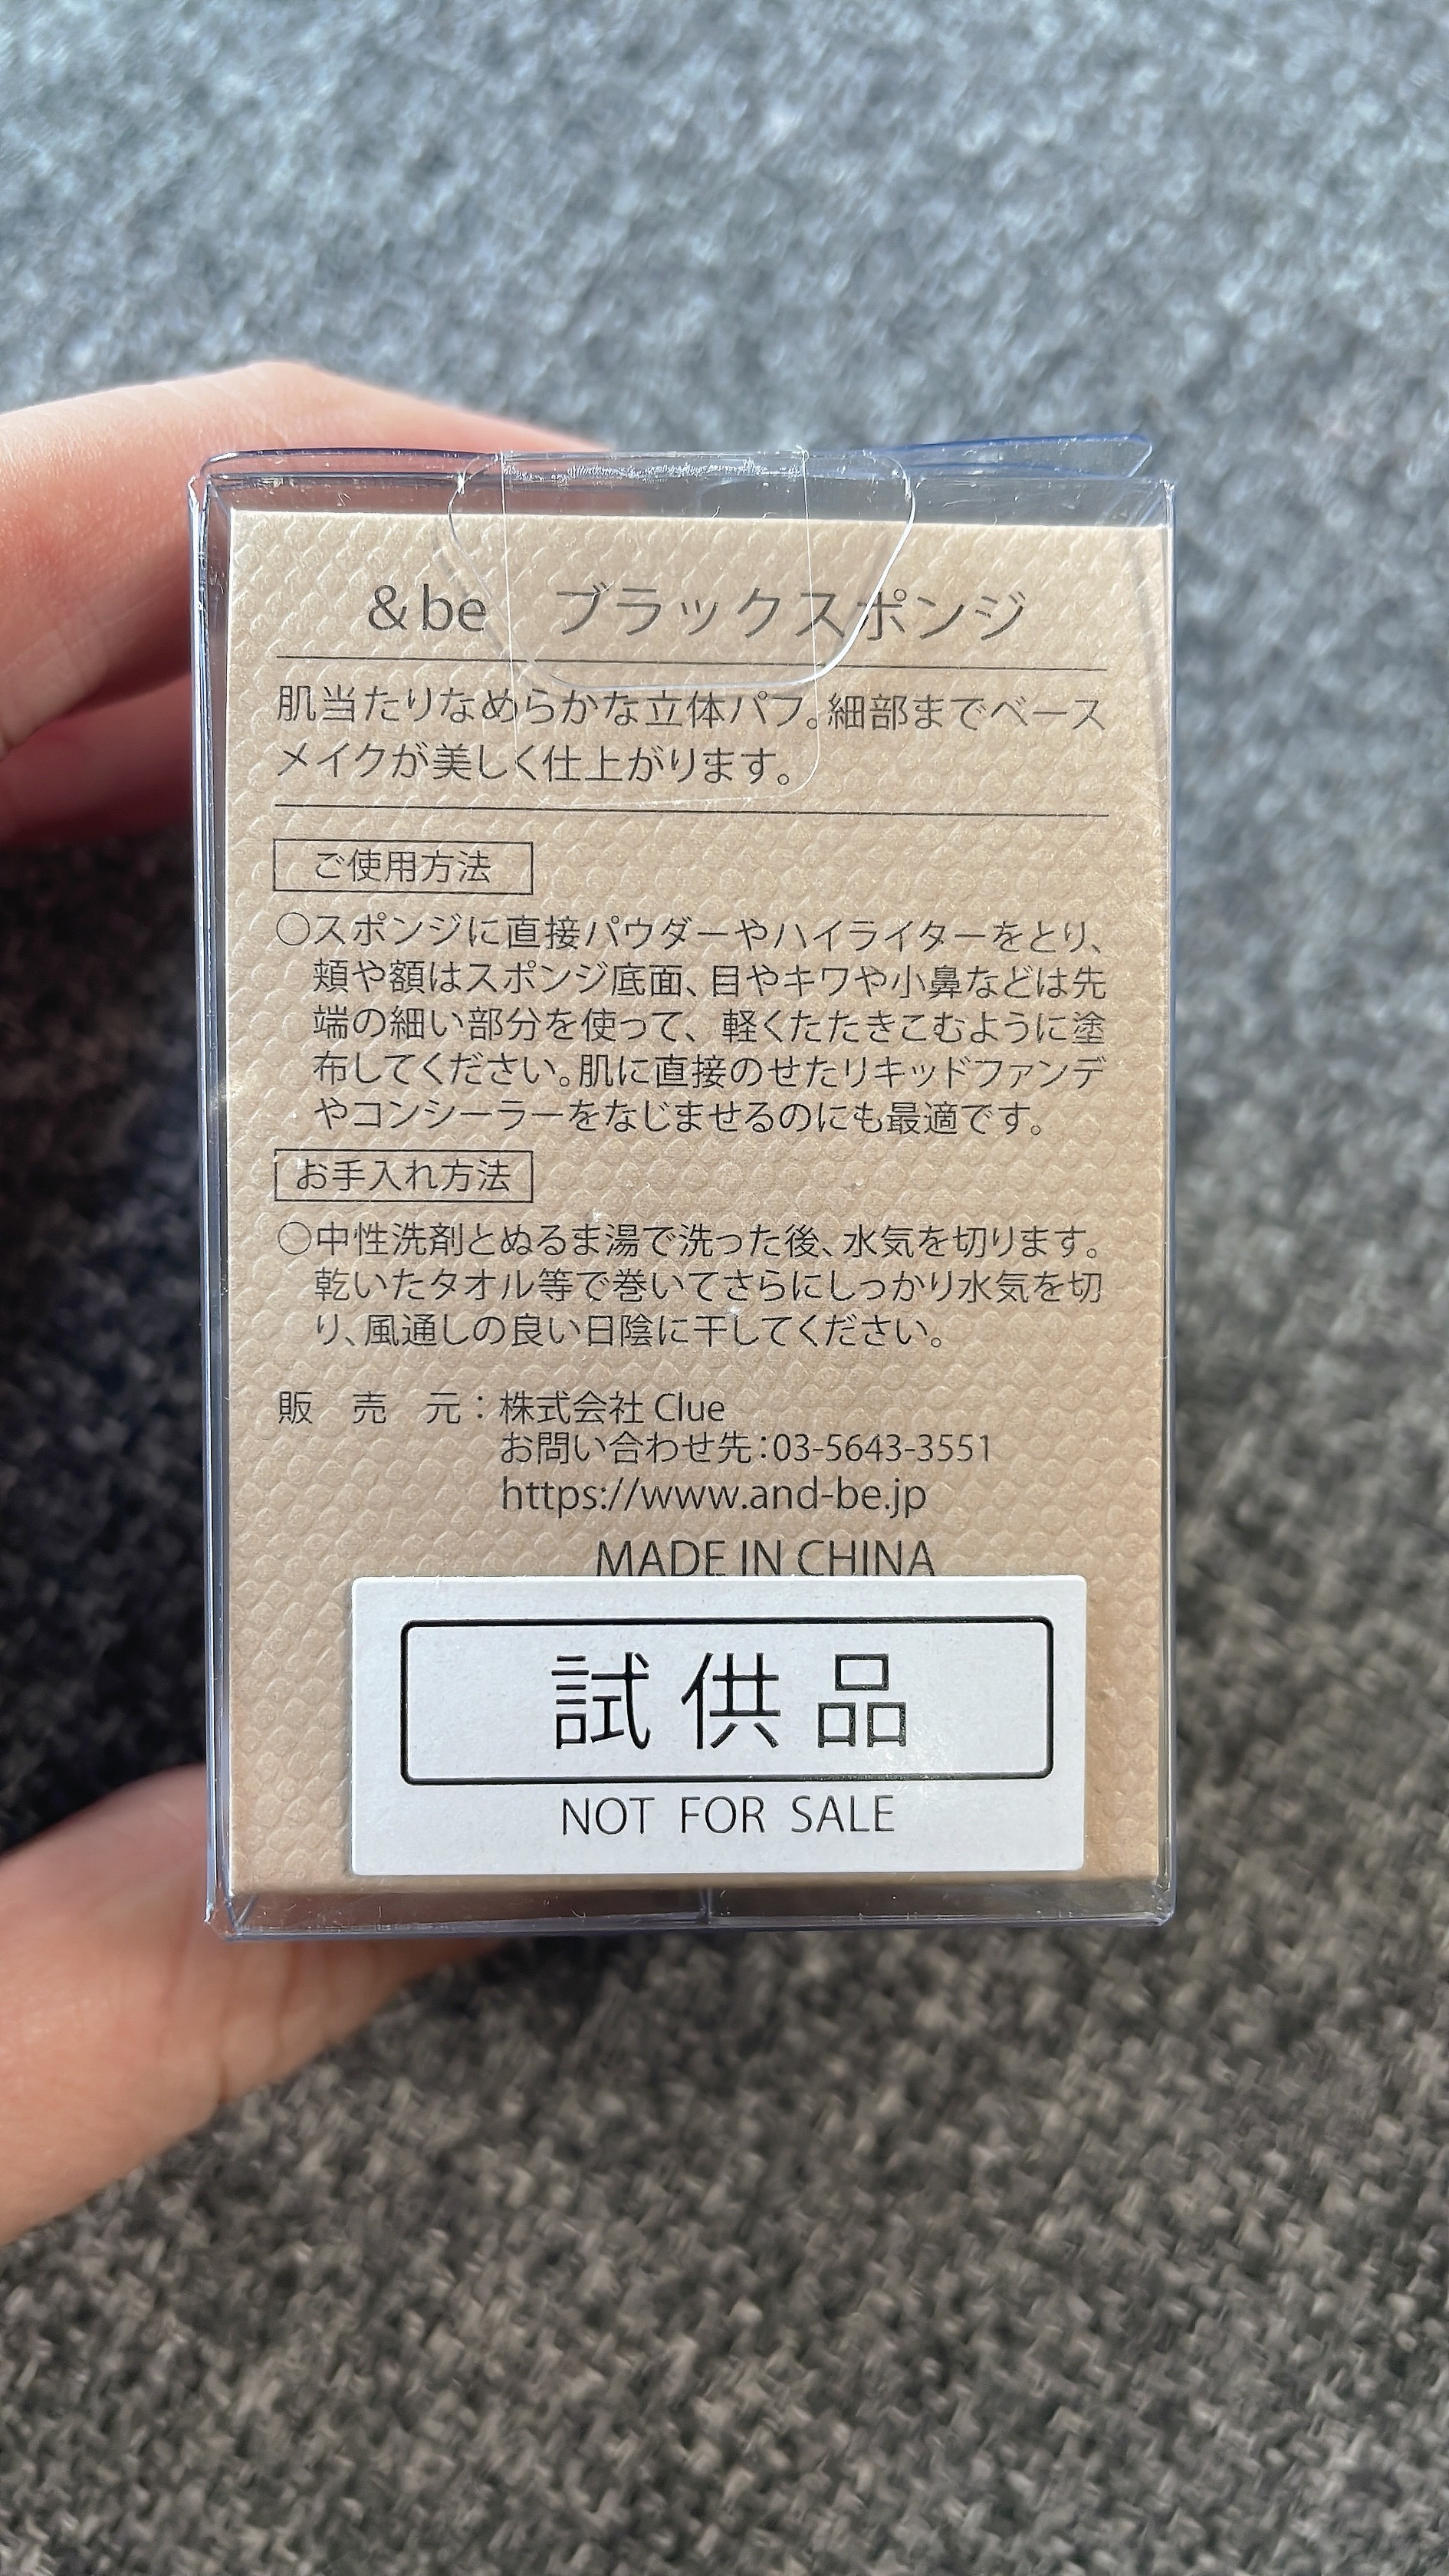 &be ブラックスポンジ
肌当たりなめらかな立体パフ。細部までベース
メイクが美しく仕上がります。
ご使用方法
○スポンジに直接パウダーやハイライターをとり、
頬や額はスポンジ底面、目やキワや小鼻などは先
端の細い部分を使って、軽くたたきこむように塗
布してください。肌に直接のせたリキッドファンデ
やコンシーラーをなじませるのにも最適です。
お手入れ方法
○中性洗剤とぬるま湯で洗った後、水気を切ります。
乾いたタオル等で巻いてさらにしっかり水気を切
り、風通しの良い日陰に干してください。
販 売 元：株式会社 Clue
お問い合わせ先：03-5643-3551
https://www.and-be.jp
MADE IN CHINA
試供品
NOT FOR SALE